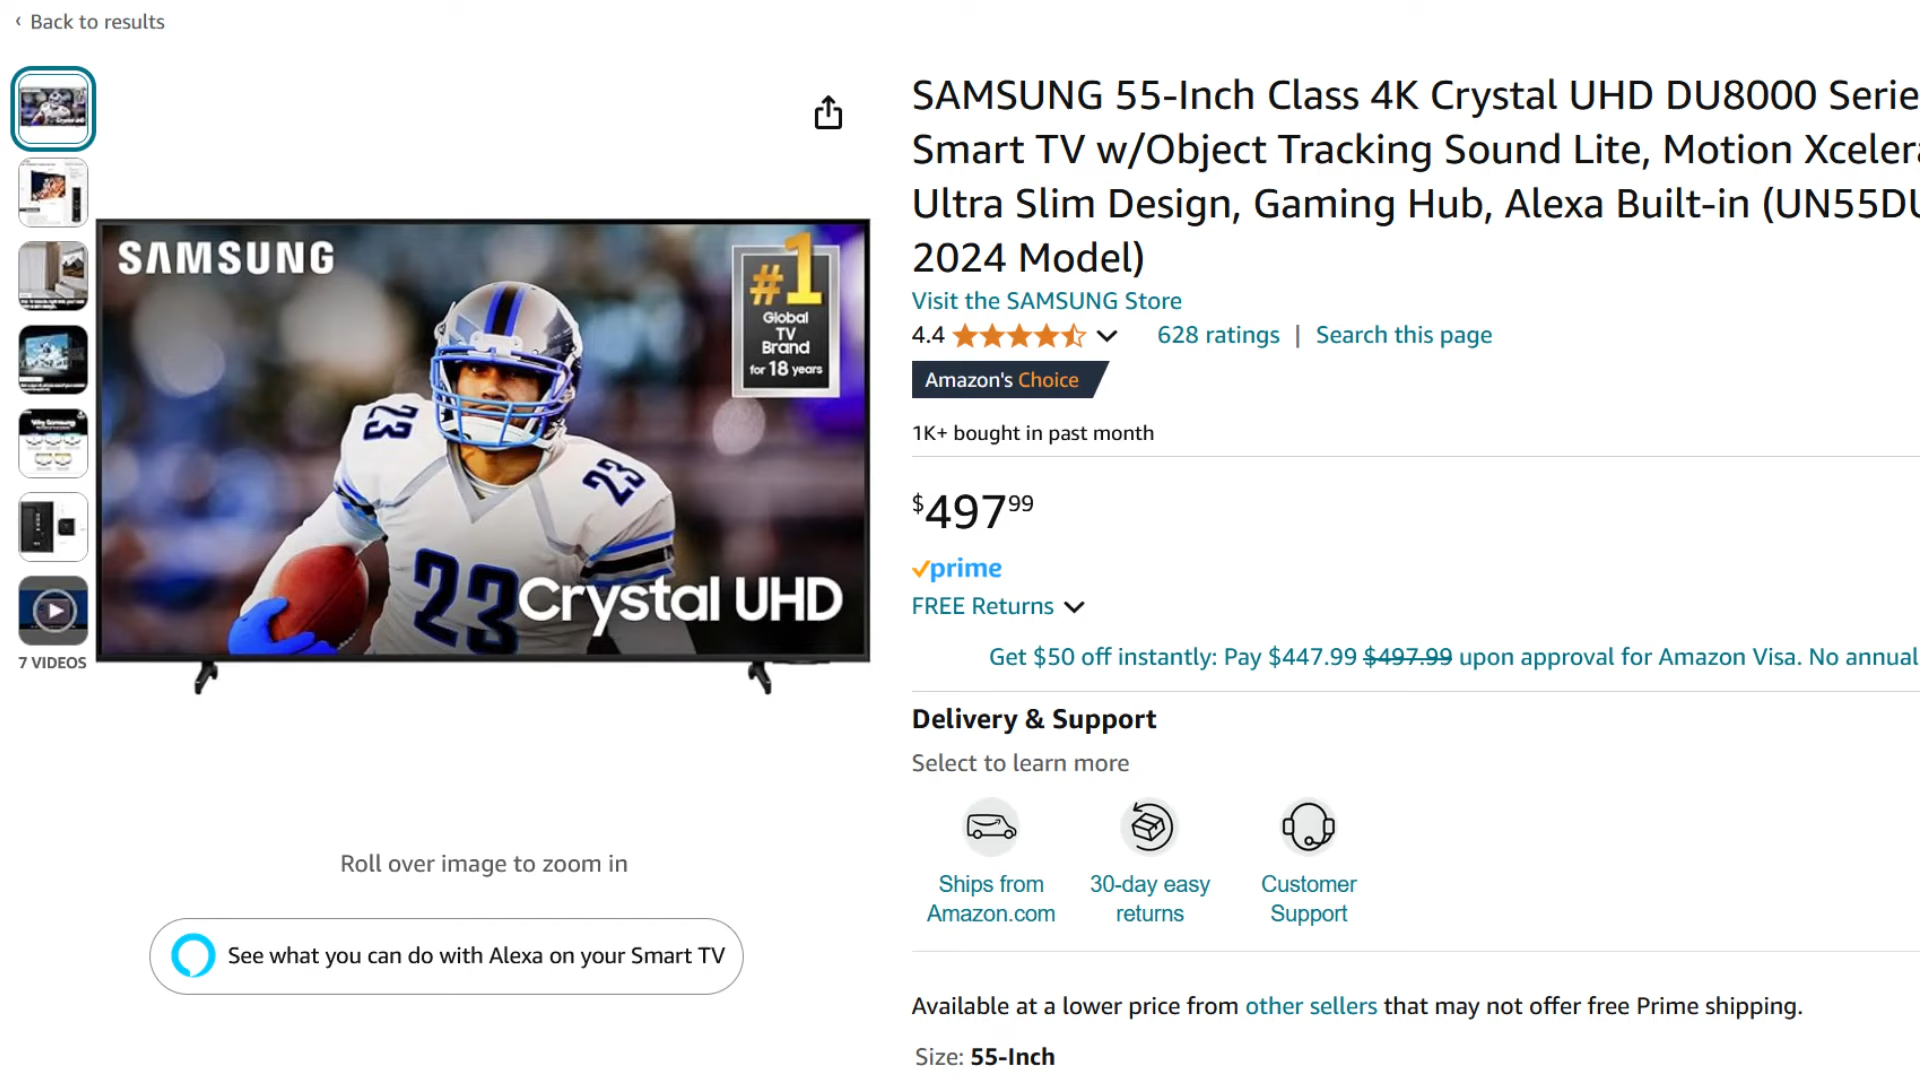 ‹ Back to results
SAMSUNG 55-Inch Class 4K Crystal UHD DU8000 Serie
Smart TV w/Object Tracking Sound Lite, Motion Xcelera
Ultra Slim Design, Gaming Hub, Alexa Built-in (UN55DU
2024 Model)
Visit the SAMSUNG Store
4.4
628 ratings | Search this page
Amazon's Choice
1K+ bought in past month
$497.99
prime
FREE Returns
Get $50 off instantly: Pay $447.99 $497.99 upon approval for Amazon Visa. No annual
Delivery & Support
Select to learn more
Ships from
Amazon.com
30-day easy
returns
Customer
Support
Available at a lower price from other sellers that may not offer free Prime shipping.
Size: 55-Inch
SAMSUNG
#1
Global
TV
Brand
for 18 years
23
23
23
Crystal UHD
Why Samsung
7 VIDEOS
Roll over image to zoom in
See what you can do with Alexa on your Smart TV